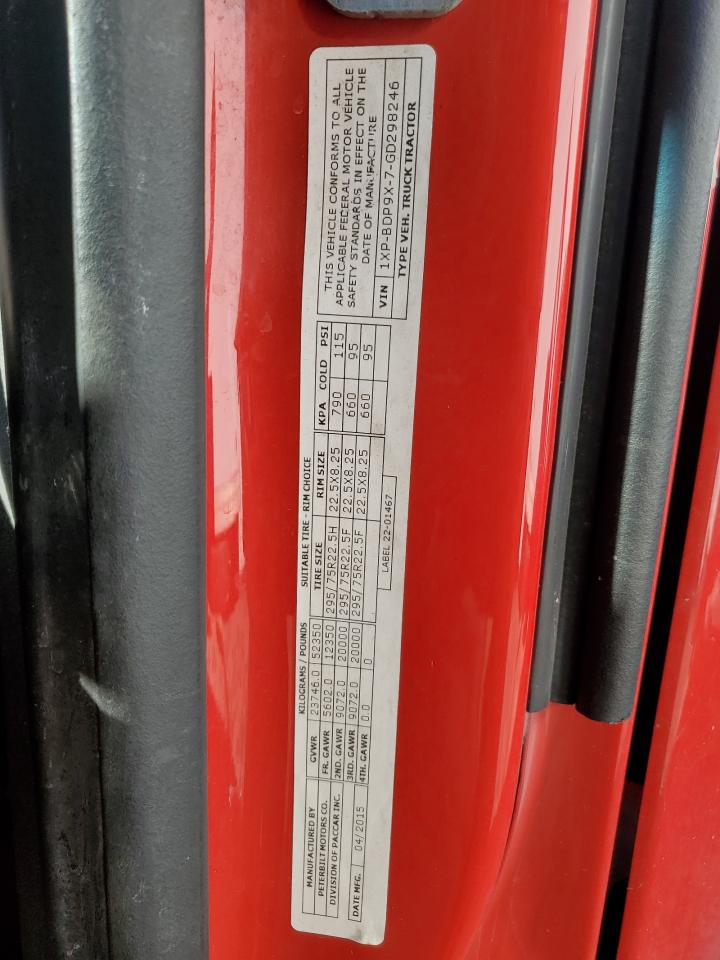 MANUFACTURED BY
PETERBILT MOTORS CO.
DIVISION OF PACCAR INC.
DATE MFG. 04/2015
KILOGRAMS / POUNDS
GVWR 23746.0 52350
FR. GAWR 5602.0 12350
2ND. GAWR 9072.0 20000
3RD. GAWR 9072.0 20000
4TH. GAWR 0.0 0
SUITABLE TIRE - RIM CHOICE
TIRE SIZE RIM SIZE KPA COLD PSI
295/75R22.5H 22.5X8.25 790 115
295/75R22.5F 22.5X8.25 660 95
295/75R22.5F 22.5X8.25 660 95
LABEL 22-01467
THIS VEHICLE CONFORMS TO ALL
APPLICABLE FEDERAL MOTOR VEHICLE
SAFETY STANDARDS IN EFFECT ON THE
DATE OF MANUFACTURE
VIN 1XP-BDP9X-7-GD298246
TYPE VEH. TRUCK TRACTOR